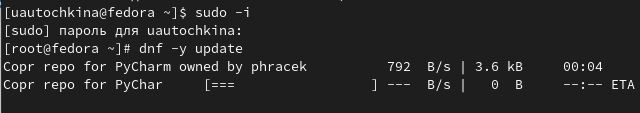 [uautochkina@fedora ~]$ sudo -i
[sudo] пароль для uautochkina:
[root@fedora ~]# dnf -y update
Copr repo for PyCharm owned by phracek          792  B/s | 3.6 kB     00:04
Copr repo for PyChar     [===                 ] ---  B/s |   0  B     --:-- ETA